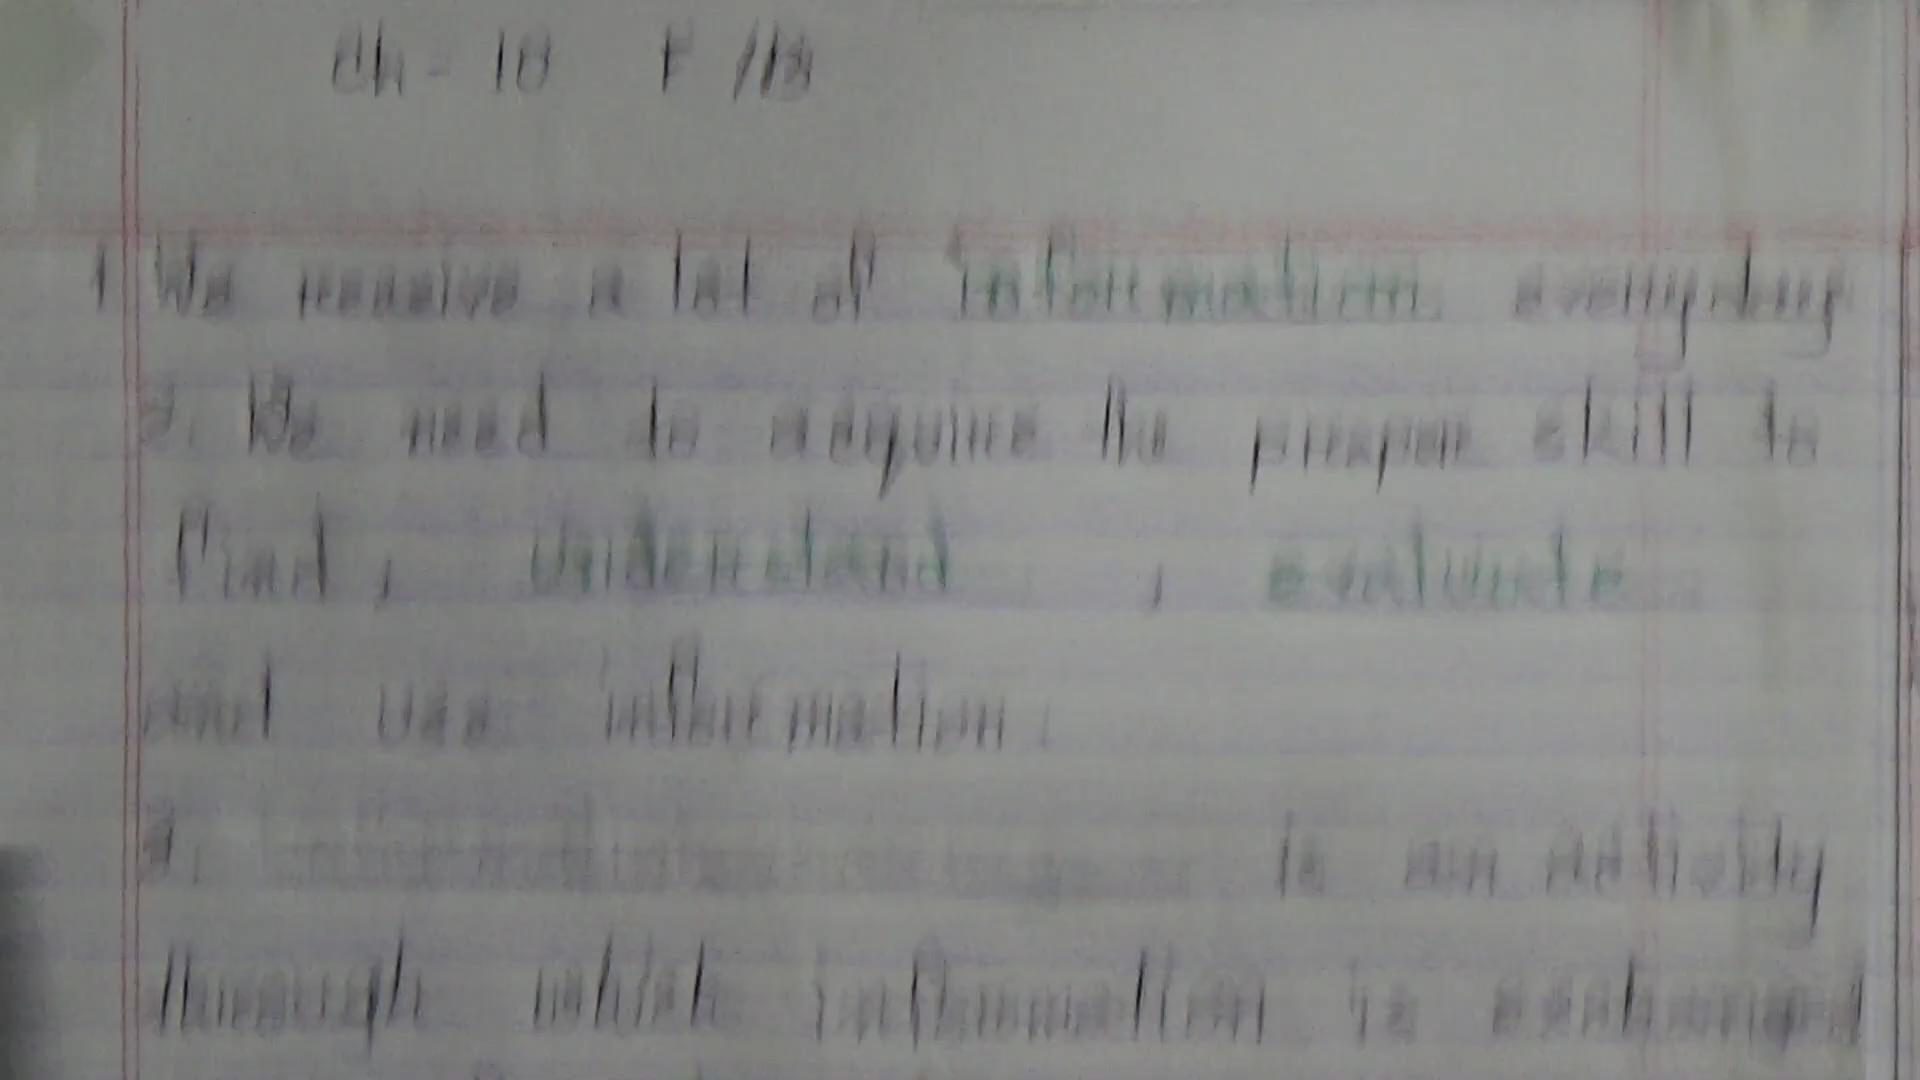 Ch - 10 F /B
1. We receive a lot of information everyday
2. We need to acquire the proper skill to
find, understand, evaluate
and use information.
3. is an activity
through which information is exchanged